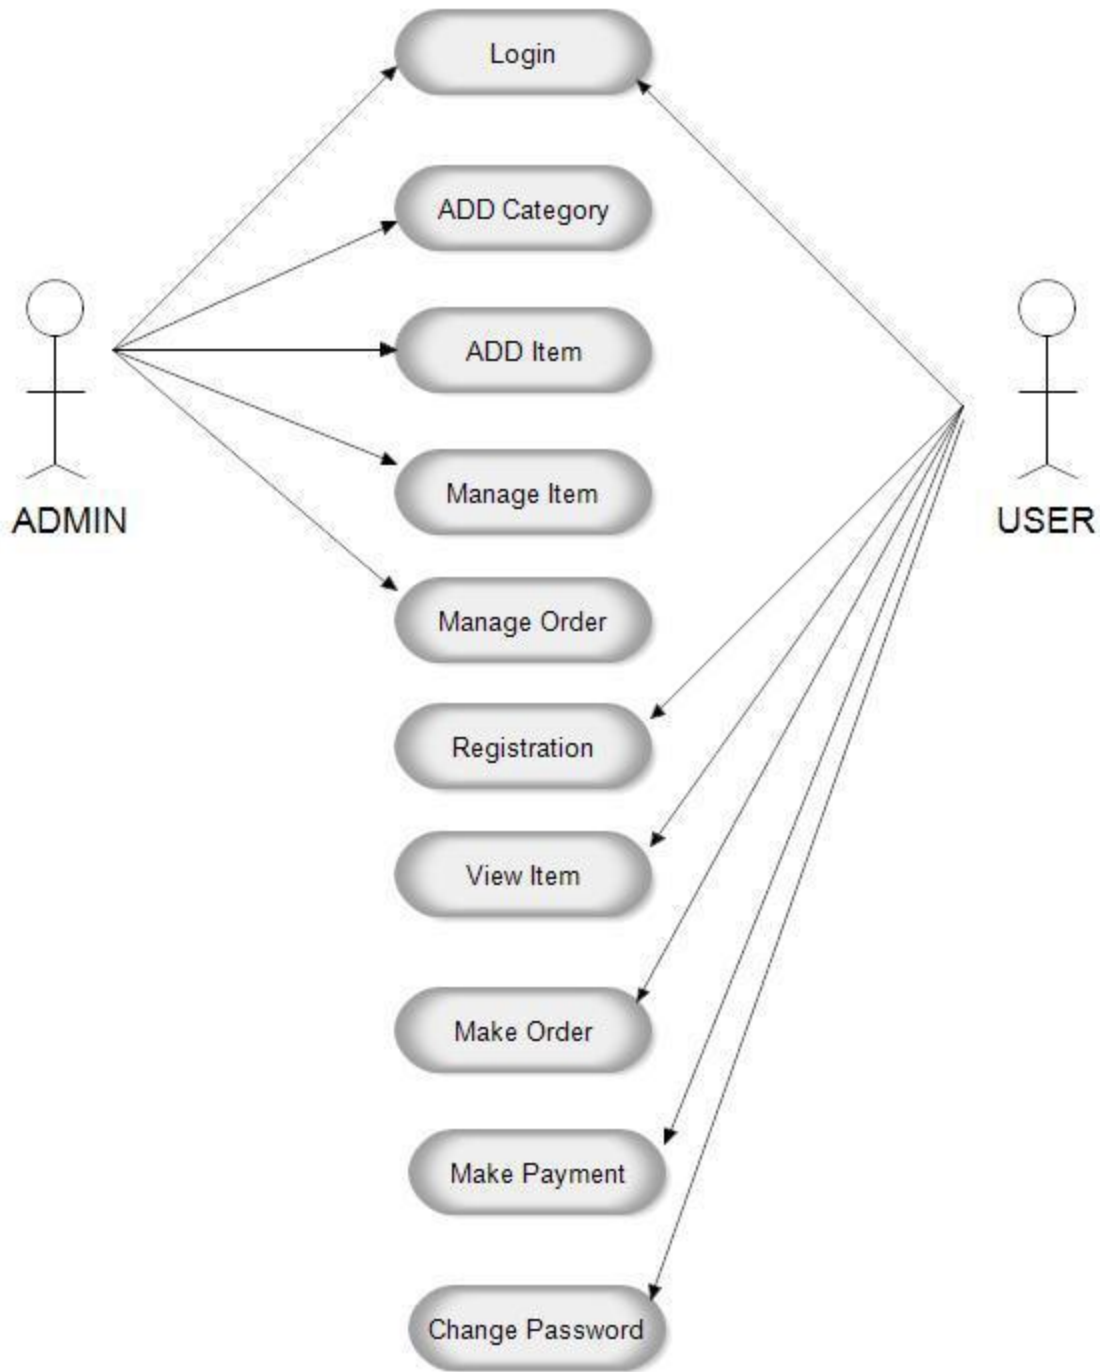 Login
ADD Category
ADD Item
Manage Item
ADMIN
USER
Manage Order
Registration
View Item
Make Order
Make Payment
Change Password